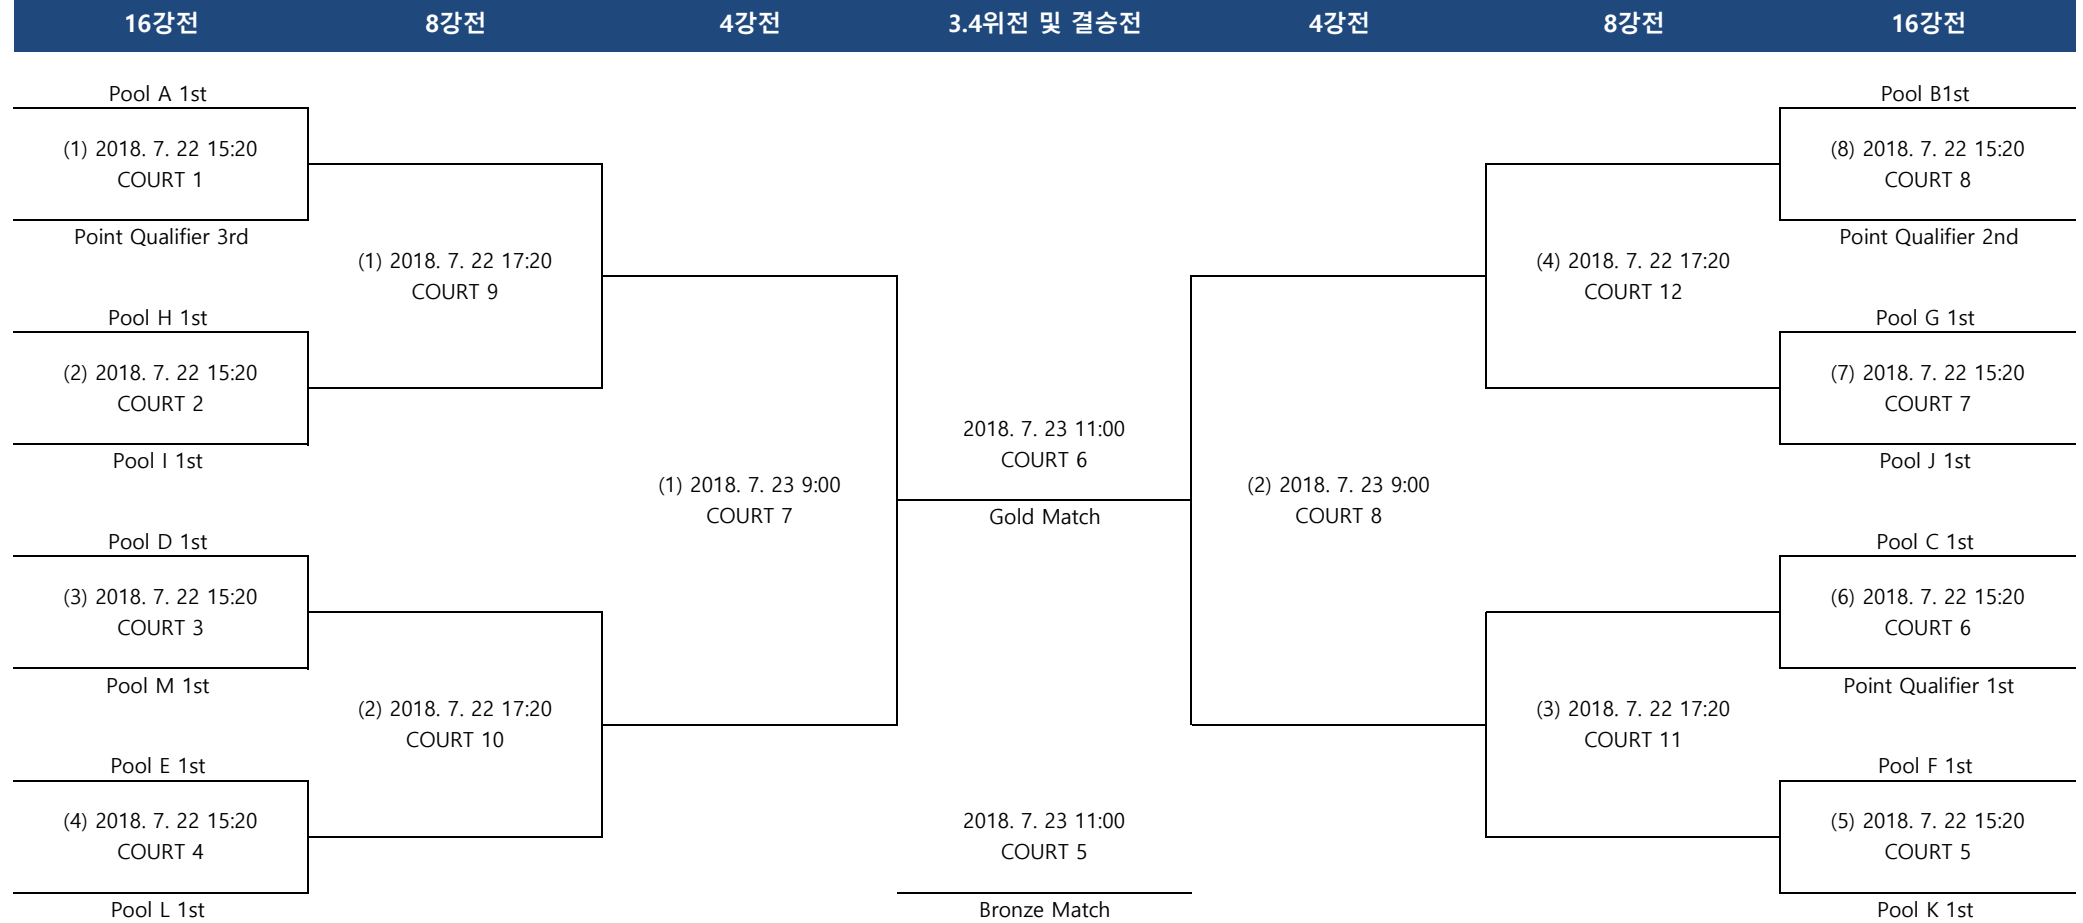 16강전
8강전
4강전
3.4위전 및 결승전
4강전
8강전
16강전
Pool A 1st
(1) 2018. 7. 22 15:20
COURT 1
Point Qualifier 3rd
Pool H 1st
(2) 2018. 7. 22 15:20
COURT 2
Pool I 1st
Pool D 1st
(3) 2018. 7. 22 15:20
COURT 3
Pool M 1st
Pool E 1st
(4) 2018. 7. 22 15:20
COURT 4
Pool L 1st
(1) 2018. 7. 22 17:20
COURT 9
(2) 2018. 7. 22 17:20
COURT 10
(1) 2018. 7. 23 9:00
COURT 7
2018. 7. 23 11:00
COURT 6
Gold Match
2018. 7. 23 11:00
COURT 5
Bronze Match
(2) 2018. 7. 23 9:00
COURT 8
(4) 2018. 7. 22 17:20
COURT 12
(3) 2018. 7. 22 17:20
COURT 11
Pool B1st
(8) 2018. 7. 22 15:20
COURT 8
Point Qualifier 2nd
Pool G 1st
(7) 2018. 7. 22 15:20
COURT 7
Pool J 1st
Pool C 1st
(6) 2018. 7. 22 15:20
COURT 6
Point Qualifier 1st
Pool F 1st
(5) 2018. 7. 22 15:20
COURT 5
Pool K 1st